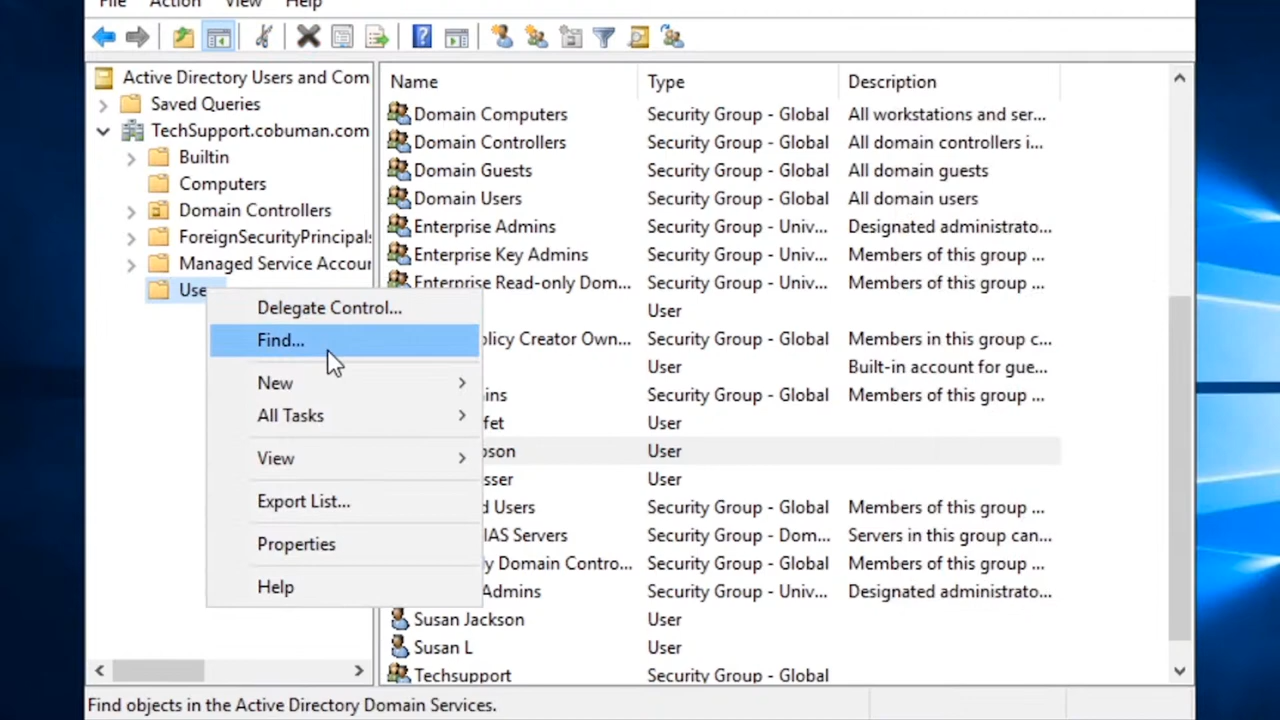 File Action View Help
Active Directory Users and Com
Saved Queries
TechSupport.cobuman.com
Builtin
Computers
Domain Controllers
ForeignSecurityPrincipals
Managed Service Accour
Use
Delegate Control...
Find...
New
All Tasks
View
Export List...
Properties
Help
Name Type Description
Domain Computers Security Group - Global All workstations and ser...
Domain Controllers Security Group - Global All domain controllers i...
Domain Guests Security Group - Global All domain guests
Domain Users Security Group - Global All domain users
Enterprise Admins Security Group - Univ... Designated administrato...
Enterprise Key Admins Security Group - Univ... Members of this group ...
Enterprise Read-only Dom... Security Group - Univ... Members of this group ...
User
olicy Creator Own... Security Group - Global Members in this group c...
User Built-in account for gue...
ins Security Group - Global Members of this group ...
fet User
son User
sser User
d Users Security Group - Global Members of this group ...
IAS Servers Security Group - Dom... Servers in this group can...
y Domain Contro... Security Group - Global Members of this group ...
Admins Security Group - Univ... Designated administrato...
Susan Jackson User
Susan L User
Techsupport Security Group - Global
Find objects in the Active Directory Domain Services.